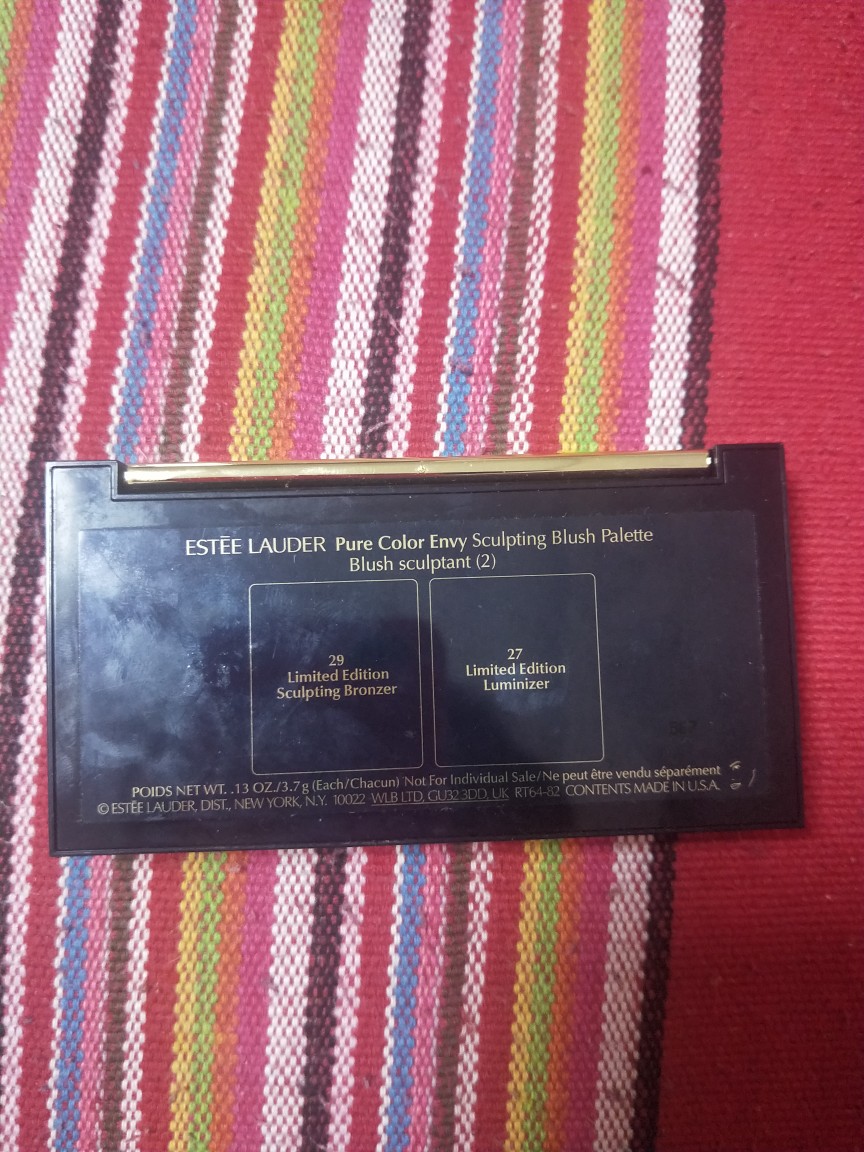 ESTĒE LAUDER Pure Color Envy Sculpting Blush Palette
Blush sculptant (2)
29
Limited Edition
Sculpting Bronzer
27
Limited Edition
Luminizer
POIDS NET WT. .13 OZ./3.7g (Each/Chacun) Not For Individual Sale/Ne peut être vendu séparément
© ESTĒE LAUDER, DIST., NEW YORK, N.Y. 10022 WLB LTD, GU32 3DD, UK RT64-82 CONTENTS MADE IN U.S.A.